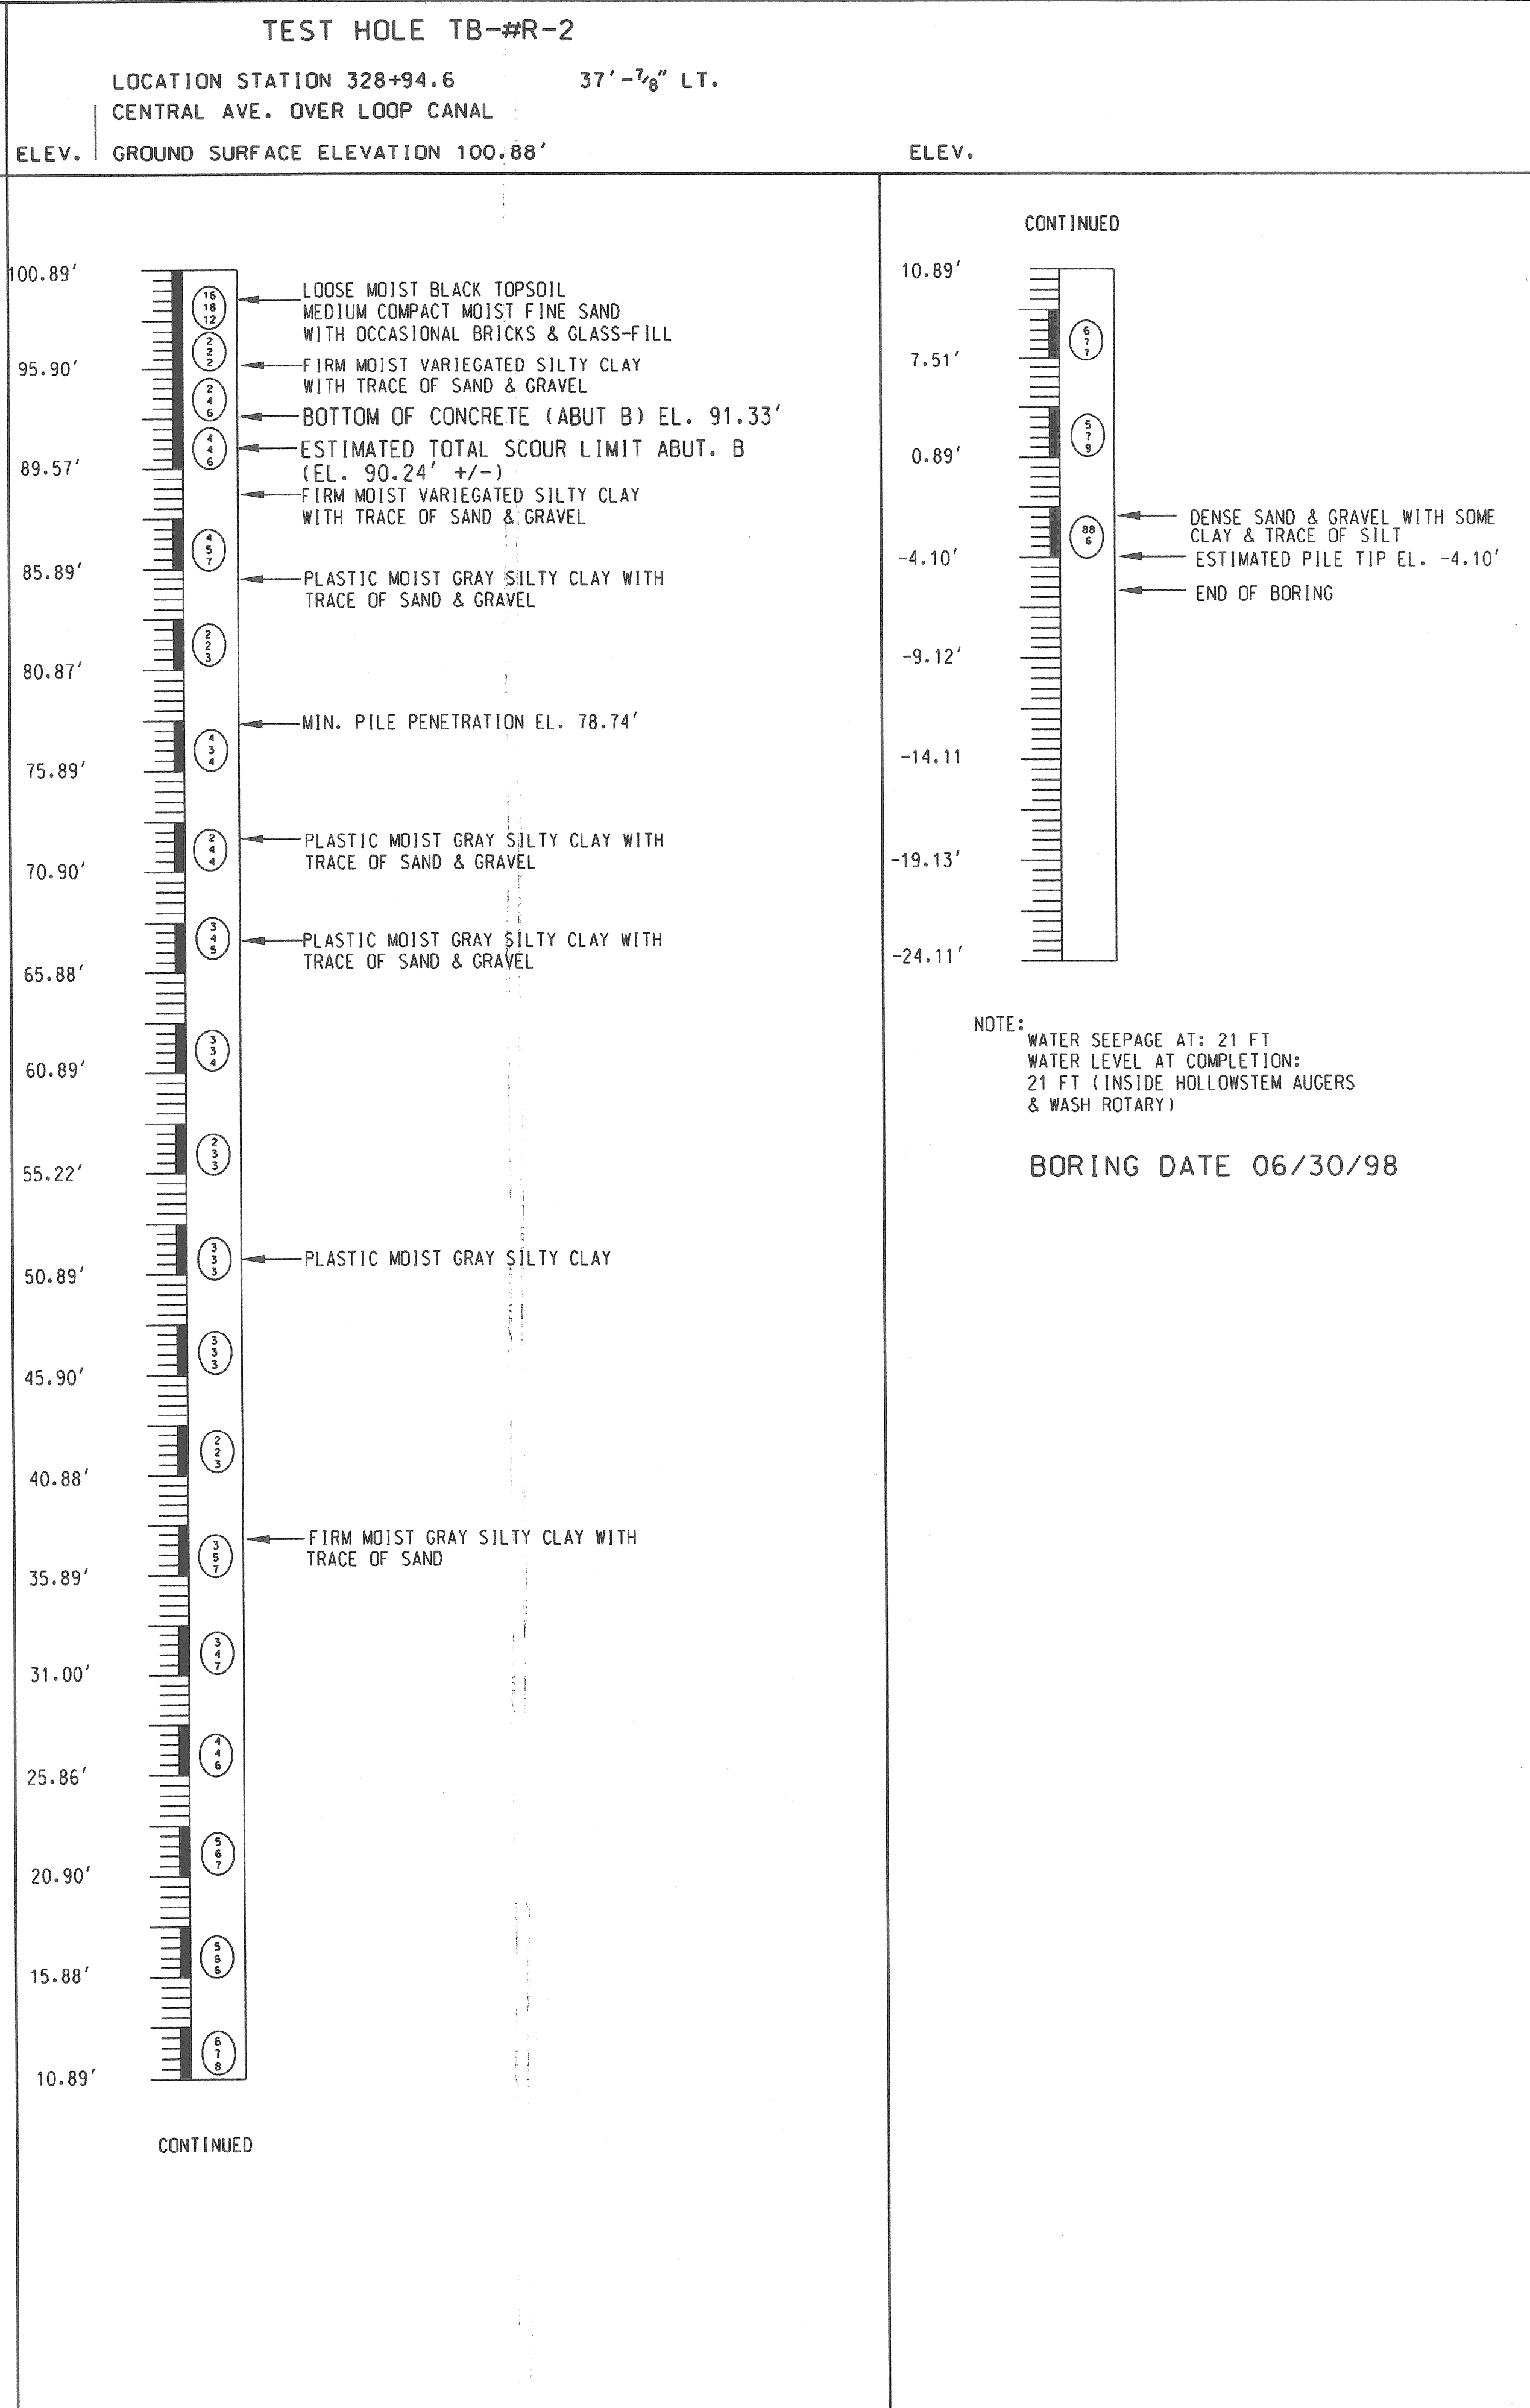 TEST HOLE TB-#R-2
LOCATION STATION 328+94.6 37'-7/8" LT.
CENTRAL AVE. OVER LOOP CANAL
ELEV. GROUND SURFACE ELEVATION 100.88'
ELEV.
100.89'
16
18
12
LOOSE MOIST BLACK TOPSOIL
MEDIUM COMPACT MOIST FINE SAND
WITH OCCASIONAL BRICKS & GLASS-FILL
2
2
2
95.90'
FIRM MOIST VARIEGATED SILTY CLAY
WITH TRACE OF SAND & GRAVEL
2
4
6
BOTTOM OF CONCRETE (ABUT B) EL. 91.33'
4
4
6
ESTIMATED TOTAL SCOUR LIMIT ABUT. B
(EL. 90.24' +/-)
89.57'
FIRM MOIST VARIEGATED SILTY CLAY
WITH TRACE OF SAND & GRAVEL
4
5
7
85.89'
PLASTIC MOIST GRAY SILTY CLAY WITH
TRACE OF SAND & GRAVEL
2
2
3
80.87'
MIN. PILE PENETRATION EL. 78.74'
4
3
4
75.89'
2
4
4
PLASTIC MOIST GRAY SILTY CLAY WITH
TRACE OF SAND & GRAVEL
70.90'
3
4
5
PLASTIC MOIST GRAY SILTY CLAY WITH
TRACE OF SAND & GRAVEL
65.88'
3
3
4
60.89'
2
3
3
55.22'
3
3
3
PLASTIC MOIST GRAY SILTY CLAY
50.89'
3
3
3
45.90'
2
2
3
40.88'
FIRM MOIST GRAY SILTY CLAY WITH
TRACE OF SAND
3
5
7
35.89'
3
4
7
31.00'
4
4
6
25.86'
5
6
7
20.90'
5
6
6
15.88'
6
7
8
10.89'
CONTINUED
CONTINUED
10.89'
6
7
7
7.51'
5
7
9
0.89'
88
6
DENSE SAND & GRAVEL WITH SOME
CLAY & TRACE OF SILT
-4.10'
ESTIMATED PILE TIP EL. -4.10'
END OF BORING
-9.12'
-14.11
-19.13'
-24.11'
NOTE:
WATER SEEPAGE AT: 21 FT
WATER LEVEL AT COMPLETION:
21 FT (INSIDE HOLLOWSTEM AUGERS
& WASH ROTARY)
BORING DATE 06/30/98